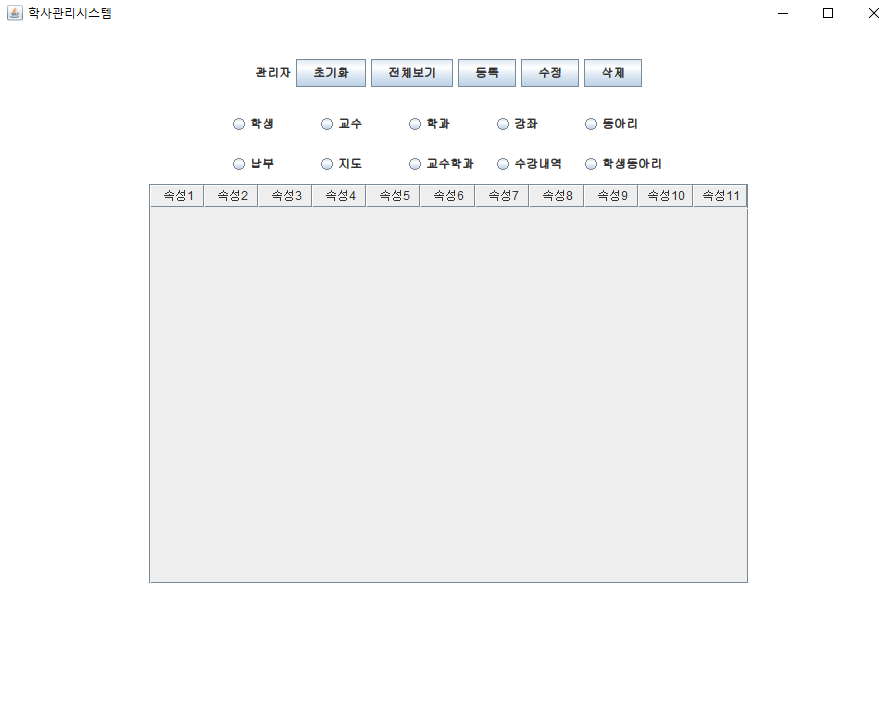 학사관리시스템
관리자 초기화 전체보기 등록 수정 삭제
학생 교수 학과 강좌 동아리
납부 지도 교수학과 수강내역 학생동아리
속성1 속성2 속성3 속성4 속성5 속성6 속성7 속성8 속성9 속성10 속성11